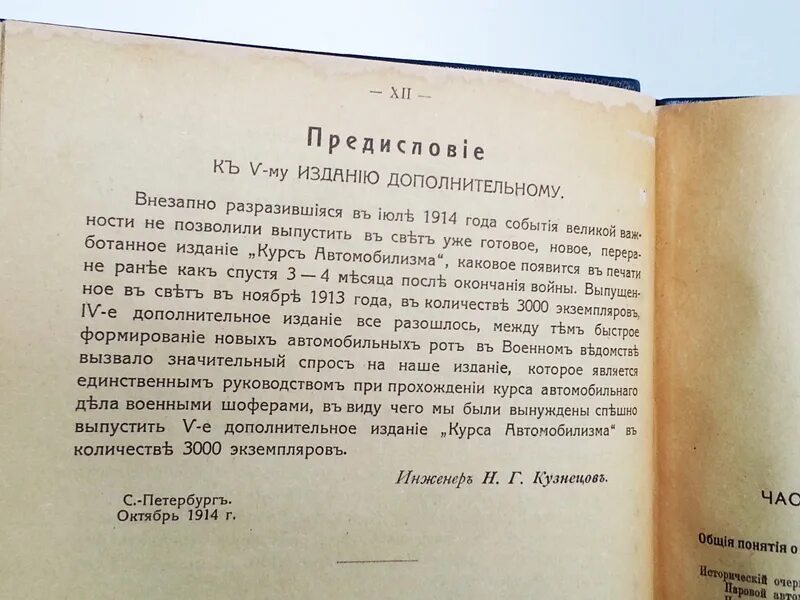 — XII —
Предисловіе
КЪ V-му ИЗДАНІЮ ДОПОЛНИТЕЛЬНОМУ.
Внезапно разразившіяся въ іюлѣ 1914 года событія великой важ-
ности не позволили выпустить въ свѣтъ уже готовое, новое, перера-
ботанное изданіе „Курсъ Автомобилизма“, каковое появится въ печати
не ранѣе какъ спустя 3 — 4 мѣсяца послѣ окончанія войны. Выпущен-
ное въ свѣтъ въ ноябрѣ 1913 года, въ количествѣ 3000 экземпляровъ,
IV-е дополнительное изданіе все разошлось, между тѣмъ быстрое
формированіе новыхъ автомобильныхъ ротъ въ Военномъ вѣдомствѣ
вызвало значительный спросъ на наше изданіе, которое является
единственнымъ руководствомъ при прохожденіи курса автомобильнаго
дѣла военными шоферами, въ виду чего мы были вынуждены спѣшно
выпустить V-е дополнительное изданіе „Курса Автомобилизма“ въ
количествѣ 3000 экземпляровъ.
Инженеръ Н. Г. Кузнецовъ.
С.-Петербургъ.
Октябрь 1914 г.
ЧАС
Общія понятія о
Историческій очер
Паровой авто